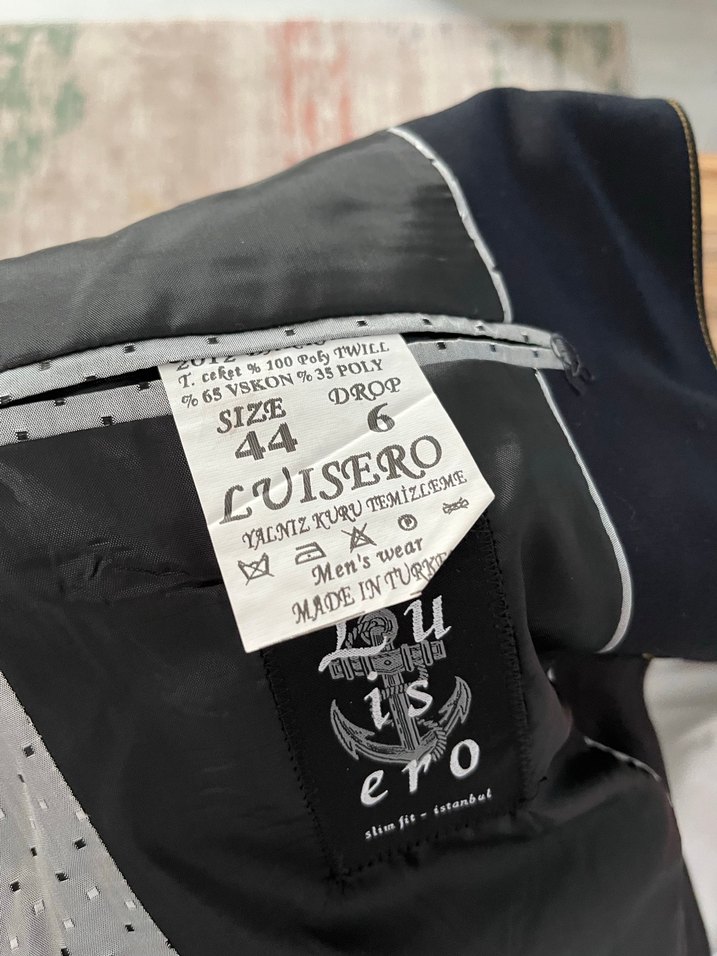 T. ceket % 100 Poly TWILL
% 65 VSKON % 35 POLY
SIZE DROP
44 6
LUISERO
YALNIZ KURU TEMİZLEME
Men's wear
MADE IN TURKE
Lu
is
ero
slim fit - istanbul